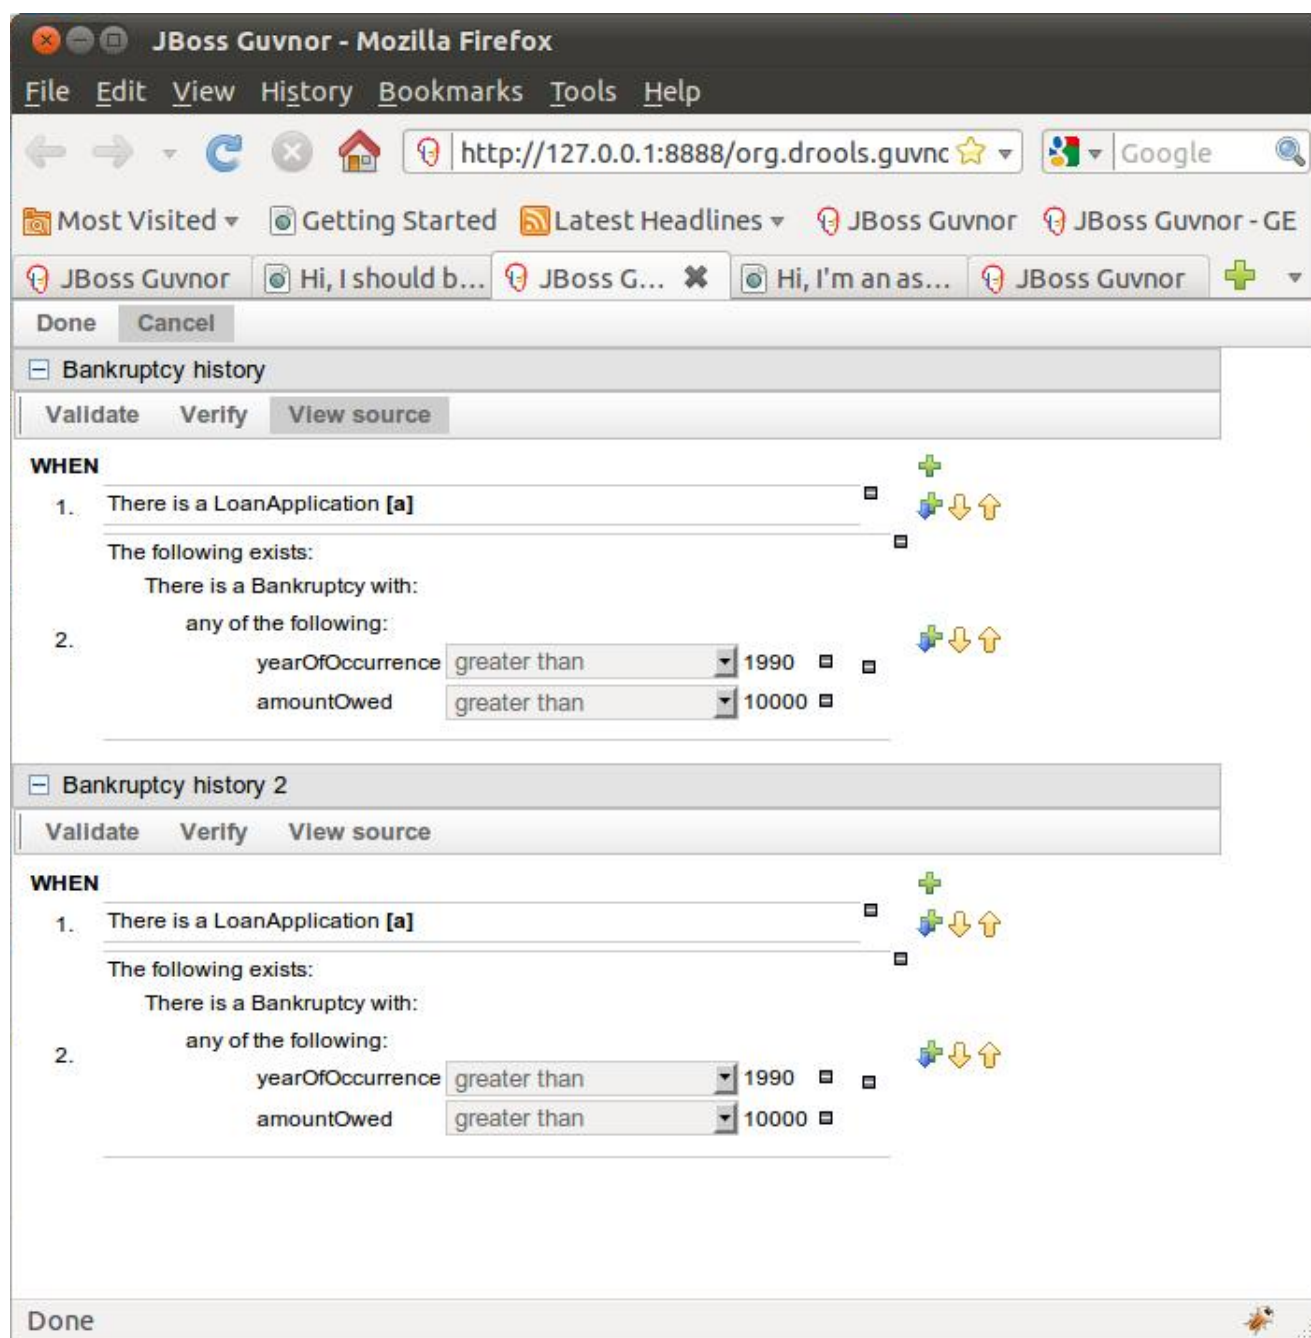 JBoss Guvnor - Mozilla Firefox
File Edit View History Bookmarks Tools Help
http://127.0.0.1:8888/org.drools.guvnc Google
Most Visited Getting Started Latest Headlines JBoss Guvnor JBoss Guvnor - GE
JBoss Guvnor Hi, I should b... JBoss G... Hi, I'm an as... JBoss Guvnor
Done Cancel
Bankruptcy history
Validate Verify View source
WHEN
1. There is a LoanApplication [a]
The following exists:
There is a Bankruptcy with:
any of the following:
2.
yearOfOccurrence greater than 1990
amountOwed greater than 10000
Bankruptcy history 2
Validate Verify View source
WHEN
1. There is a LoanApplication [a]
The following exists:
There is a Bankruptcy with:
any of the following:
2.
yearOfOccurrence greater than 1990
amountOwed greater than 10000
Done